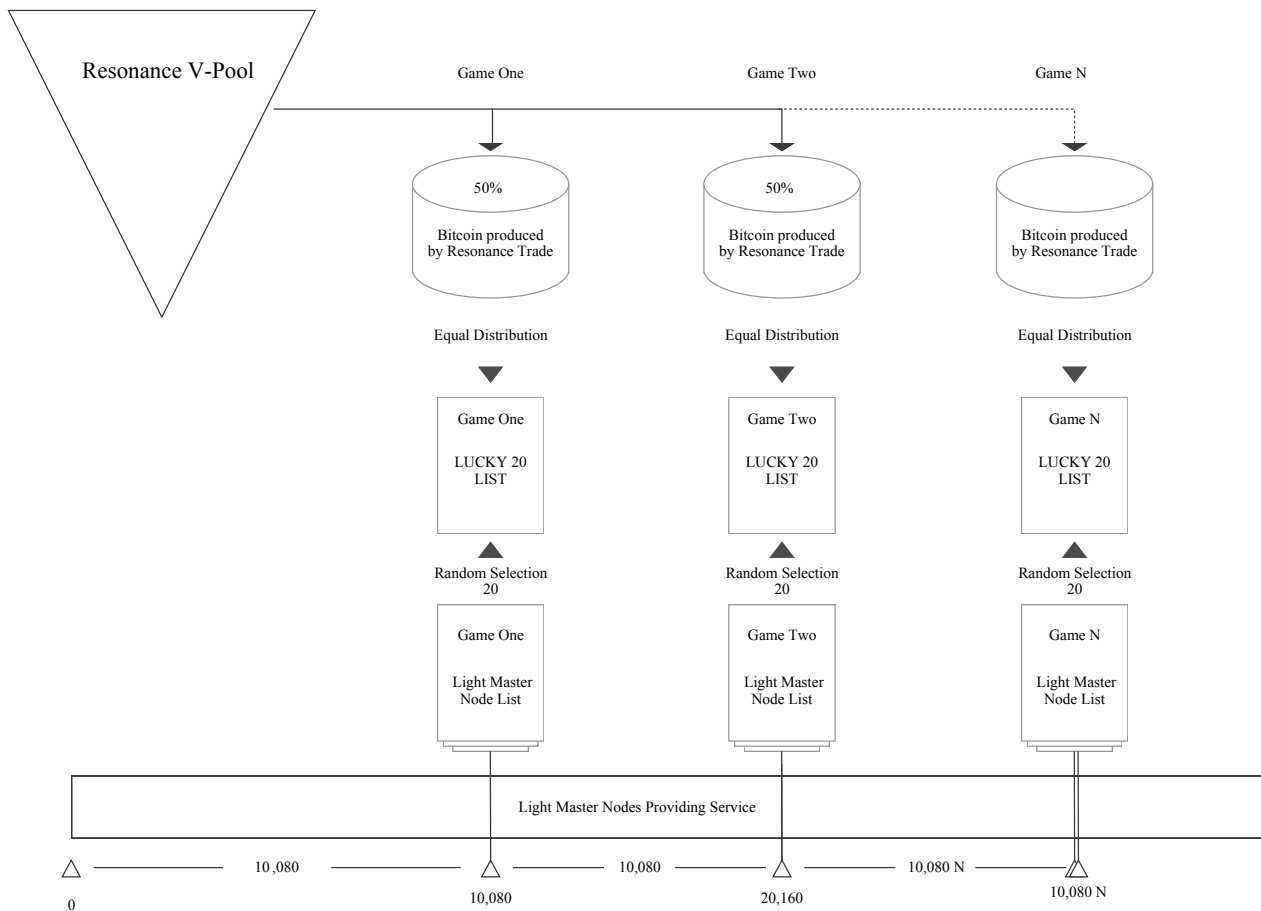 Resonance V-Pool
Game One
Game Two
Game N
50%
Bitcoin produced
by Resonance Trade
50%
Bitcoin produced
by Resonance Trade
Bitcoin produced
by Resonance Trade
Equal Distribution
Equal Distribution
Equal Distribution
Game One
LUCKY 20
LIST
Game Two
LUCKY 20
LIST
Game N
LUCKY 20
LIST
Random Selection
20
Random Selection
20
Random Selection
20
Game One
Light Master
Node List
Game Two
Light Master
Node List
Game N
Light Master
Node List
Light Master Nodes Providing Service
10,080
10,080
10,080 N
0
10,080
20,160
10,080 N